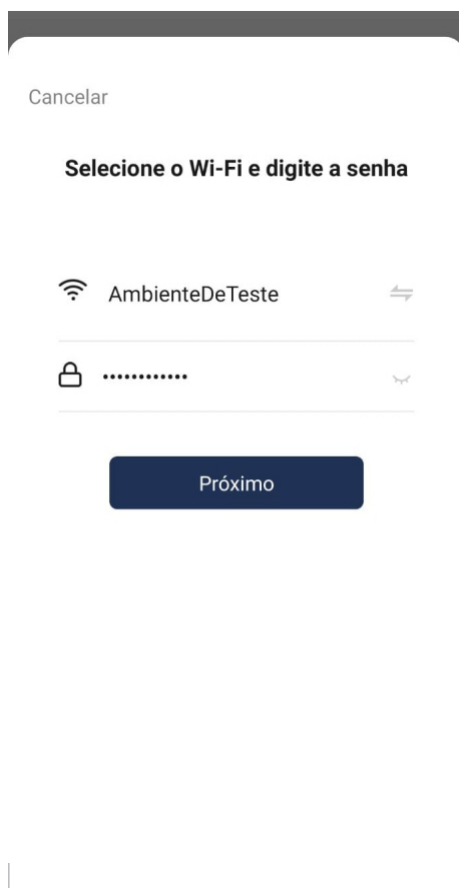 Cancelar
Selecione o Wi-Fi e digite a senha
AmbienteDeTeste
••••••••••••
Próximo